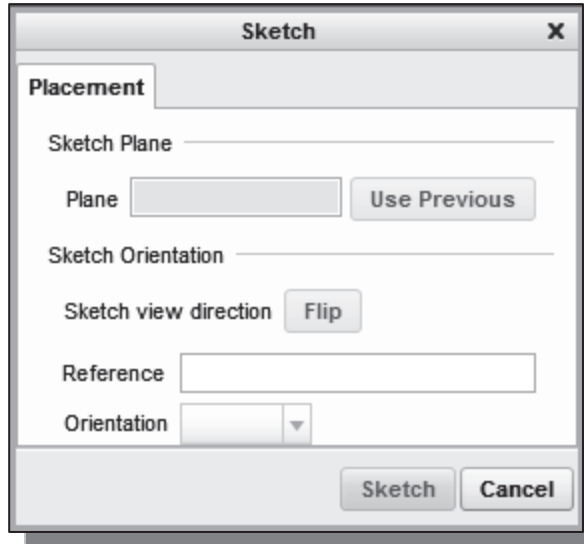 Sketch X
Placement
Sketch Plane
Plane Use Previous
Sketch Orientation
Sketch view direction Flip
Reference
Orientation
Sketch Cancel